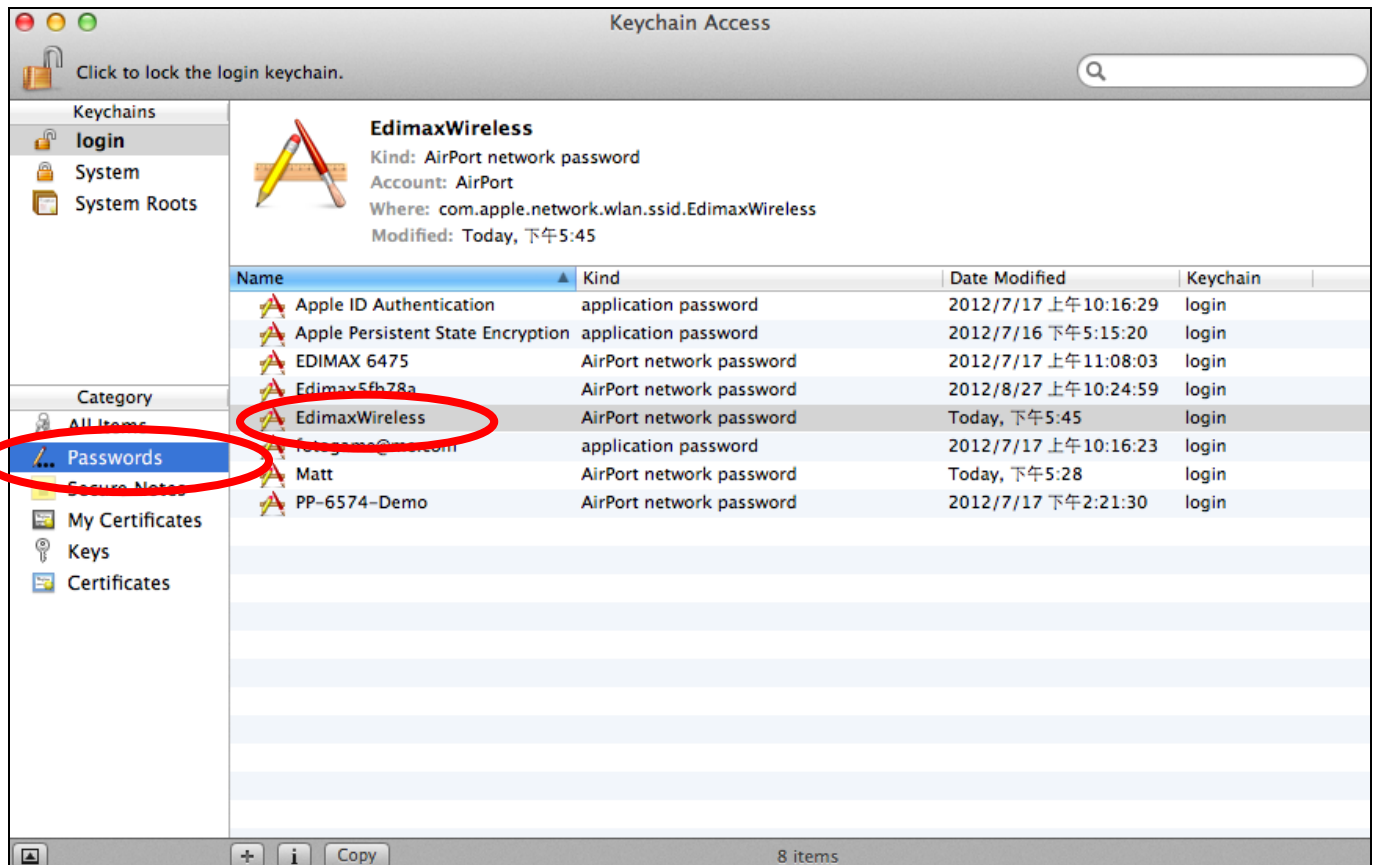 Keychain Access
Click to lock the login keychain.
Keychains
login
System
System Roots
EdimaxWireless
Kind: AirPort network password
Account: AirPort
Where: com.apple.network.wlan.ssid.EdimaxWireless
Modified: Today, 下午5:45
Name Kind Date Modified Keychain
Apple ID Authentication application password 2012/7/17 上午10:16:29 login
Apple Persistent State Encryption application password 2012/7/16 下午5:15:20 login
EDIMAX 6475 AirPort network password 2012/7/17 上午11:08:03 login
Edimax5fb78a AirPort network password 2012/8/27 上午10:24:59 login
EdimaxWireless AirPort network password Today, 下午5:45 login
application password 2012/7/17 上午10:16:23 login
Matt AirPort network password Today, 下午5:28 login
PP-6574-Demo AirPort network password 2012/7/17 下午2:21:30 login
Category
All Items
Passwords
Secure Notes
My Certificates
Keys
Certificates
Copy
8 items